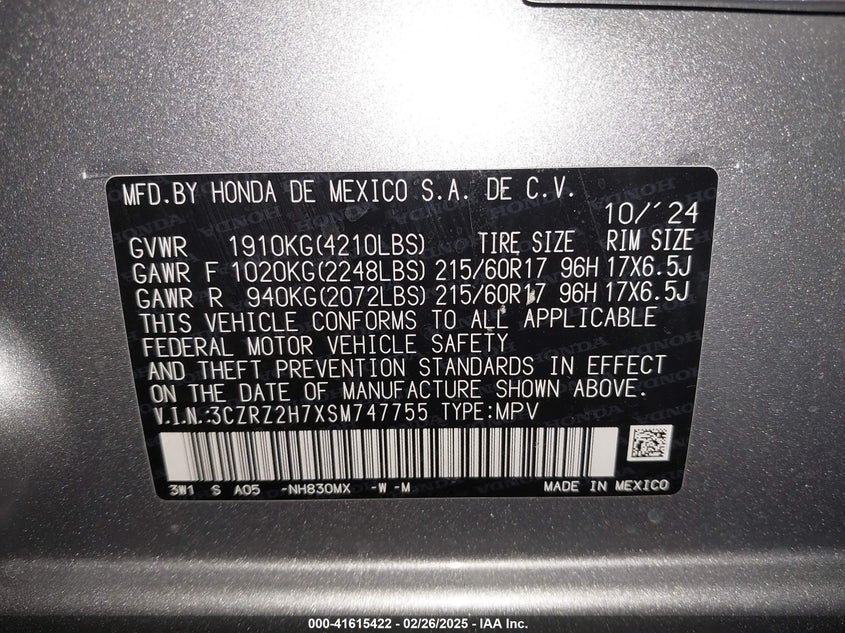 MFD.BY HONDA DE MEXICO S.A. DE C.V.
10/'24
GVWR 1910KG(4210LBS) TIRE SIZE RIM SIZE
GAWR F 1020KG(2248LBS) 215/60R17 96H 17X6.5J
GAWR R 940KG(2072LBS) 215/60R17 96H 17X6.5J
THIS VEHICLE CONFORMS TO ALL APPLICABLE
FEDERAL MOTOR VEHICLE SAFETY
AND THEFT PREVENTION STANDARDS IN EFFECT
ON THE DATE OF MANUFACTURE SHOWN ABOVE.
V.I.N.:3CZRZ2H7XSM747755 TYPE:MPV
3W1 S A05 -NH830MX -W -M MADE IN MEXICO
000-41615422 - 02/26/2025 - IAA Inc.